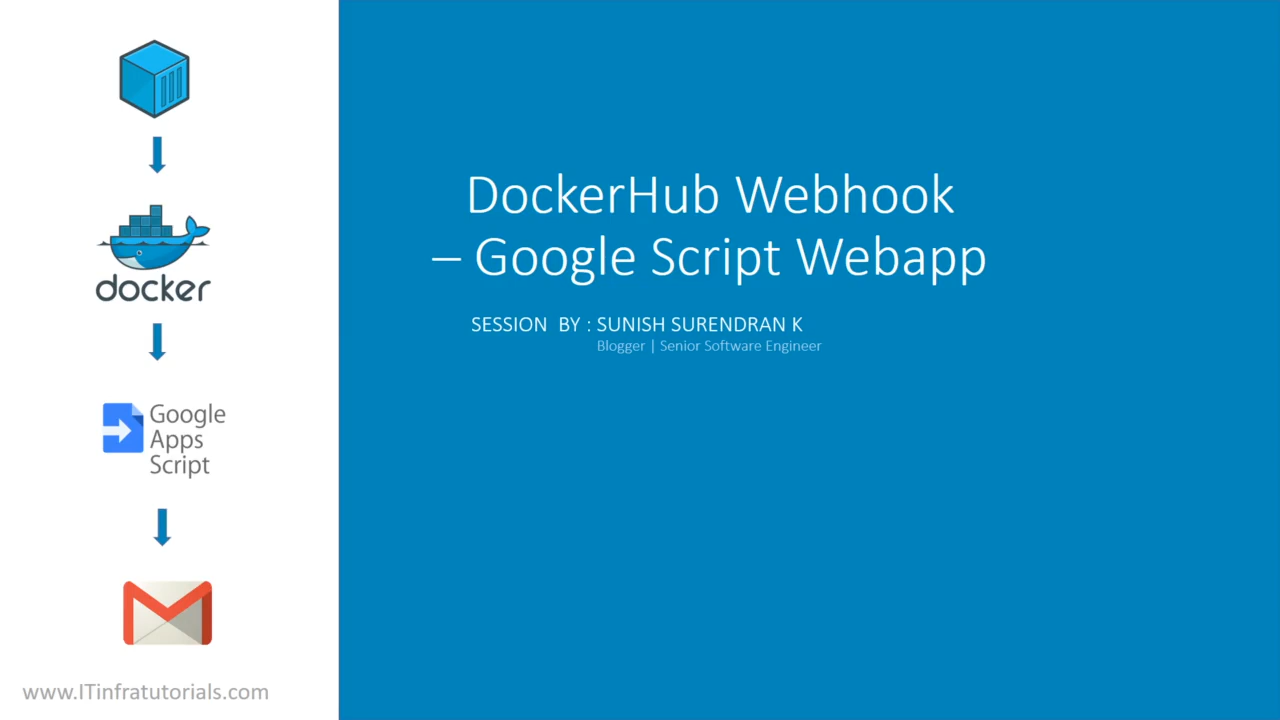 docker
Google
Apps
Script
www.ITinfratutorials.com
DockerHub Webhook
– Google Script Webapp
SESSION BY : SUNISH SURENDRAN K
Blogger | Senior Software Engineer